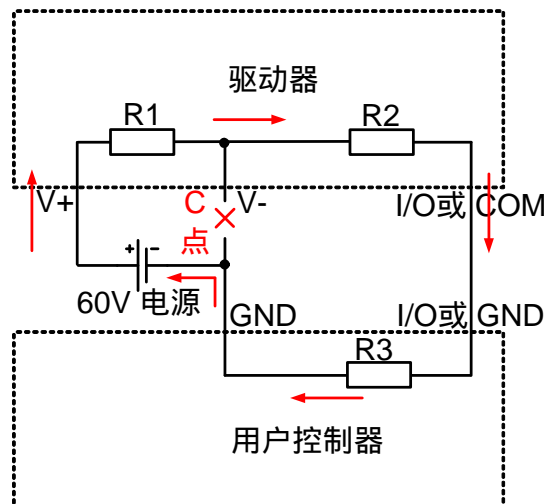 驱动器
R1
R2
V+
C
点
V-
I/O或 COM
+ -
60V 电源
GND
I/O或 GND
R3
用户控制器